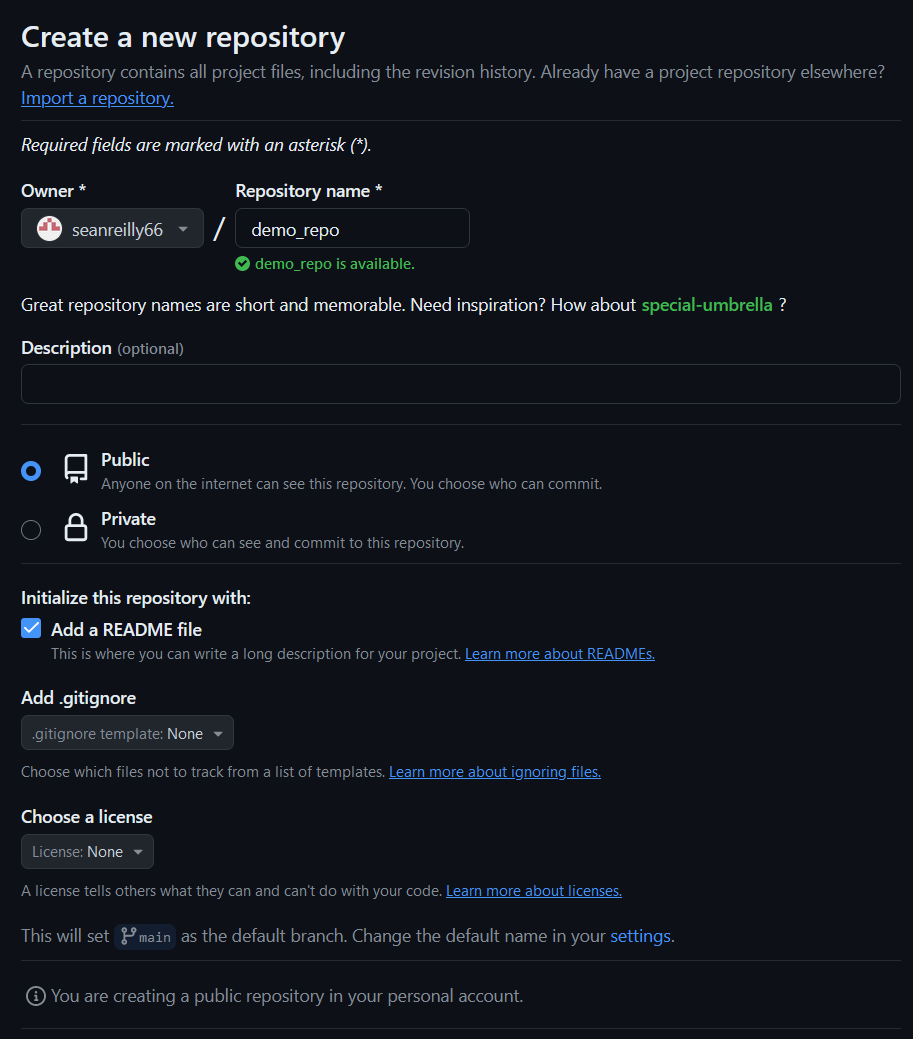 Create a new repository
A repository contains all project files, including the revision history. Already have a project repository elsewhere?
Import a repository.
Required fields are marked with an asterisk (*).
Owner *
Repository name *
seanreilly66
/
demo_repo
demo_repo is available.
Great repository names are short and memorable. Need inspiration? How about special-umbrella ?
Description (optional)
Public
Anyone on the internet can see this repository. You choose who can commit.
Private
You choose who can see and commit to this repository.
Initialize this repository with:
Add a README file
This is where you can write a long description for your project. Learn more about READMEs.
Add .gitignore
.gitignore template: None
Choose which files not to track from a list of templates. Learn more about ignoring files.
Choose a license
License: None
A license tells others what they can and can't do with your code. Learn more about licenses.
This will set main as the default branch. Change the default name in your settings.
You are creating a public repository in your personal account.